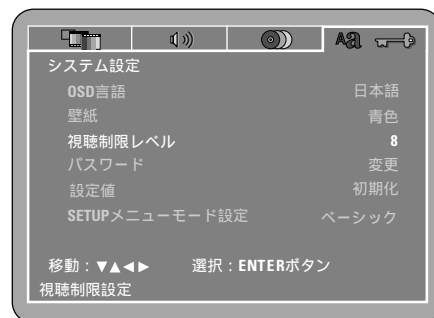 Aあ
システム設定
OSD言語 日本語
壁紙 青色
視聴制限レベル 8
パスワード 変更
設定値 初期化
SETUPメニューモード設定 ベーシック
移動：▼▲◀▶ 選択：ENTERボタン
視聴制限設定